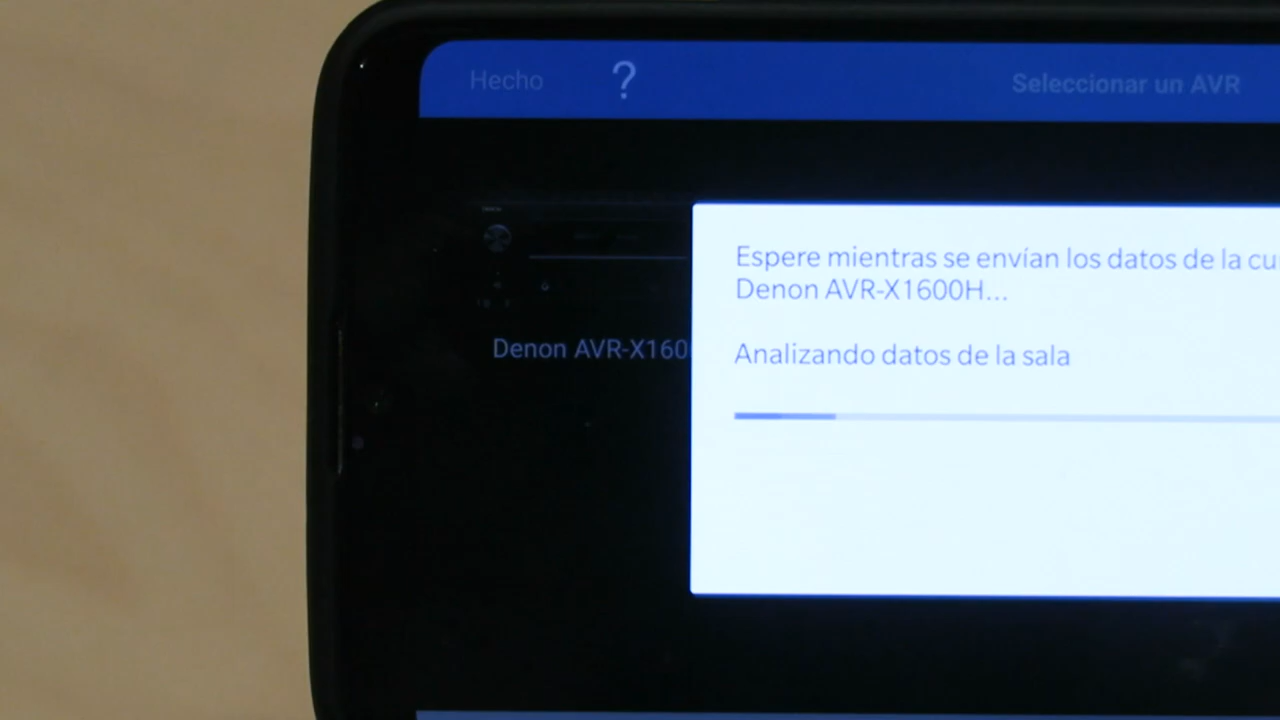 Hecho ? Seleccionar un AVR
Espere mientras se envían los datos de la cu
Denon AVR-X1600H...
Denon AVR-X160
Analizando datos de la sala